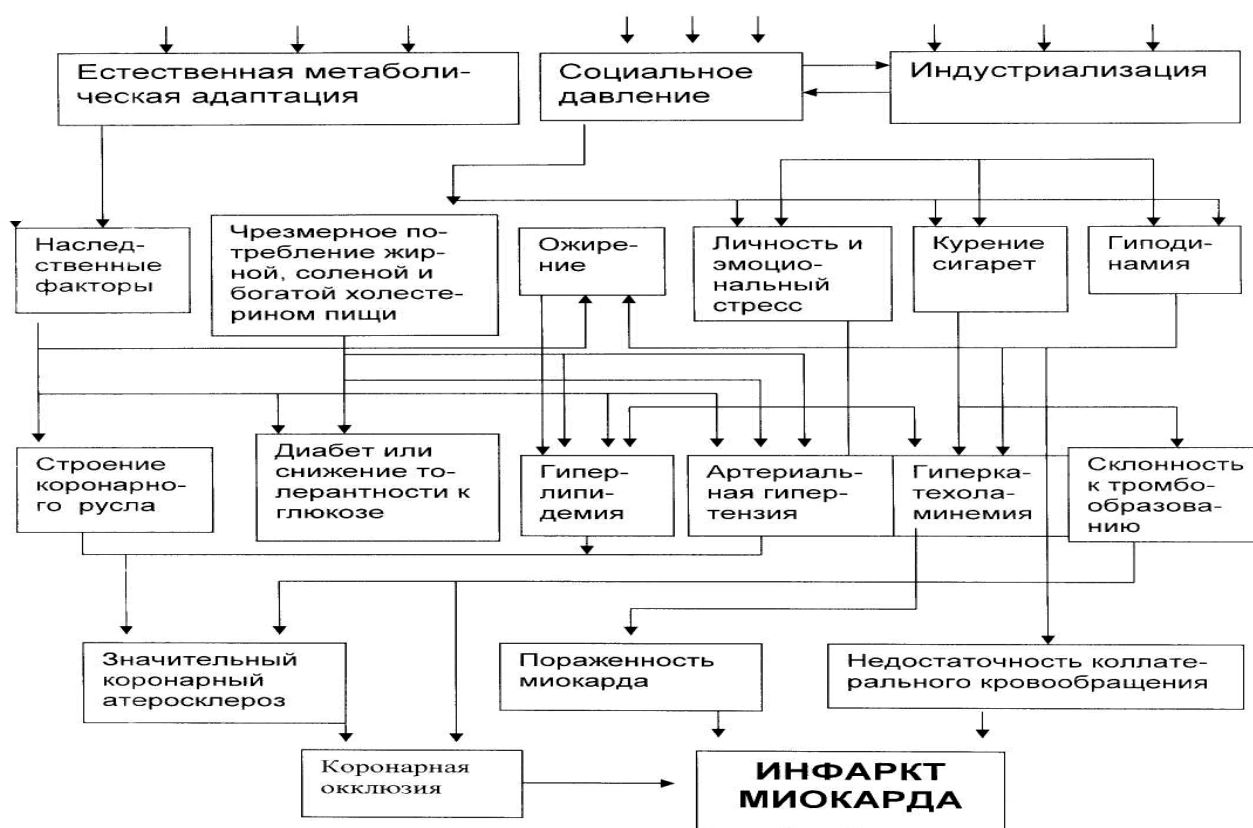 Естественная метаболи-
ческая адаптация
Социальное
давление
Индустриализация
Наслед-
ственные
факторы
Чрезмерное по-
требление жир-
ной, соленой и
богатой холесте-
рином пищи
Ожире-
ние
Личность и
эмоцио-
нальный
стресс
Курение
сигарет
Гиподи-
намия
Строение
коронарно-
го русла
Диабет или
снижение то-
лерантности к
глюкозе
Гипер-
липи-
демия
Артериаль-
ная гипер-
тензия
Гиперка-
техола-
минемия
Склонность
к тромбо-
образова-
нию
Значительный
коронарный
атеросклероз
Пораженность
миокарда
Недостаточность коллате-
рального кровообращения
Коронарная
окклюзия
ИНФАРКТ
МИОКАРДА